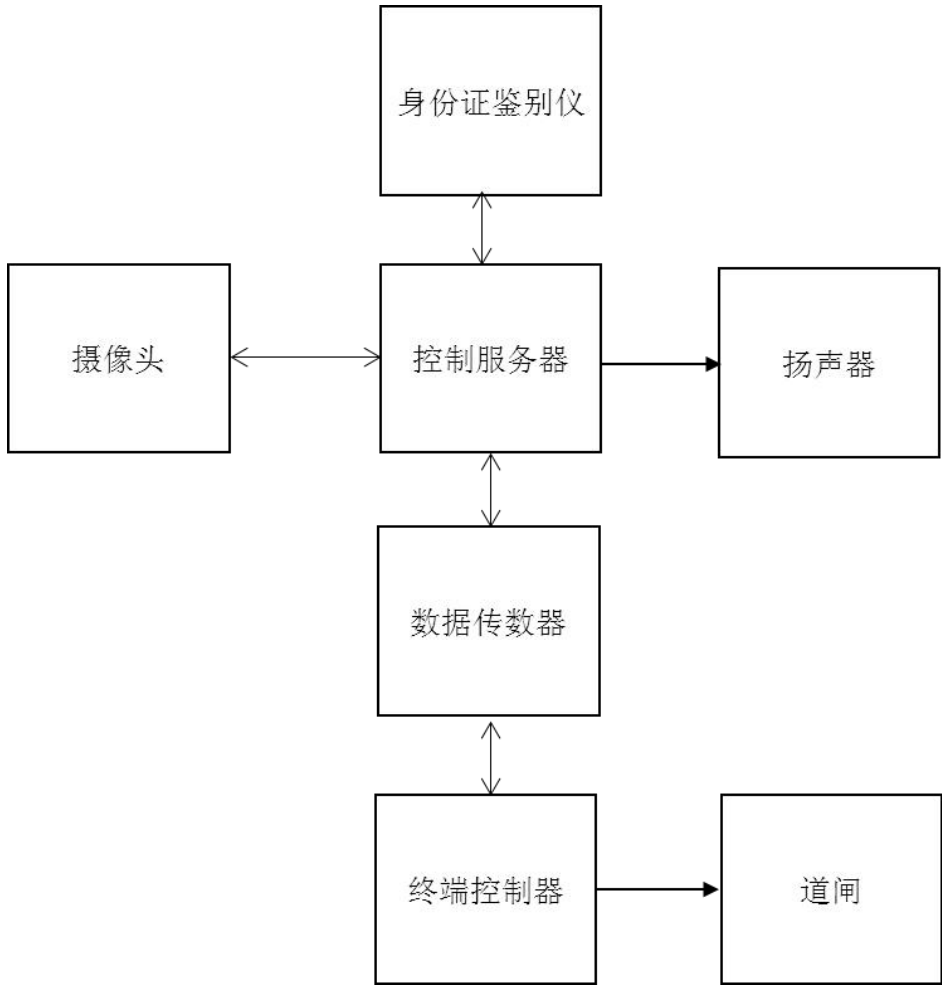 身份证鉴别仪
摄像头
控制服务器
扬声器
数据传数器
终端控制器
道闸